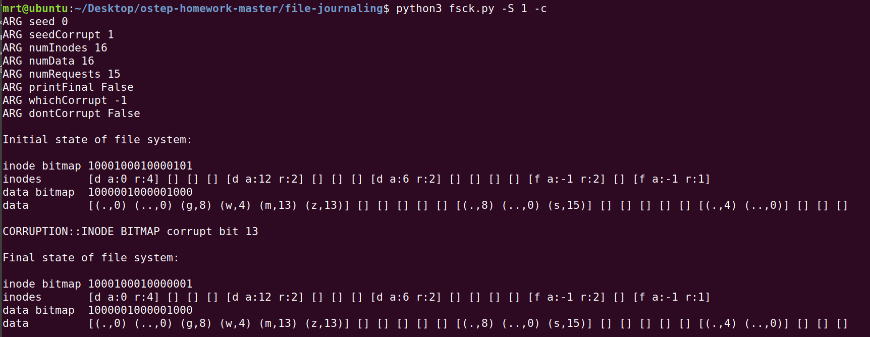 mrt@ubuntu:~/Desktop/ostep-homework-master/file-journaling$ python3 fsck.py -S 1 -c
ARG seed 0
ARG seedCorrupt 1
ARG numInodes 16
ARG numData 16
ARG numRequests 15
ARG printFinal False
ARG whichCorrupt -1
ARG dontCorrupt False
Initial state of file system:
inode bitmap 1000100010000101
inodes [d a:0 r:4] [] [] [] [d a:12 r:2] [] [] [] [d a:6 r:2] [] [] [] [] [f a:-1 r:2] [] [f a:-1 r:1]
data bitmap 1000001000001000
data [(.,0) (..,0) (g,8) (w,4) (m,13) (z,13)] [] [] [] [] [] [(.,8) (..,0) (s,15)] [] [] [] [] [] [(.,4) (..,0)] [] [] []
CORRUPTION::INODE BITMAP corrupt bit 13
Final state of file system:
inode bitmap 1000100010000001
inodes [d a:0 r:4] [] [] [] [d a:12 r:2] [] [] [] [d a:6 r:2] [] [] [] [] [f a:-1 r:2] [] [f a:-1 r:1]
data bitmap 1000001000001000
data [(.,0) (..,0) (g,8) (w,4) (m,13) (z,13)] [] [] [] [] [] [(.,8) (..,0) (s,15)] [] [] [] [] [] [(.,4) (..,0)] [] [] []